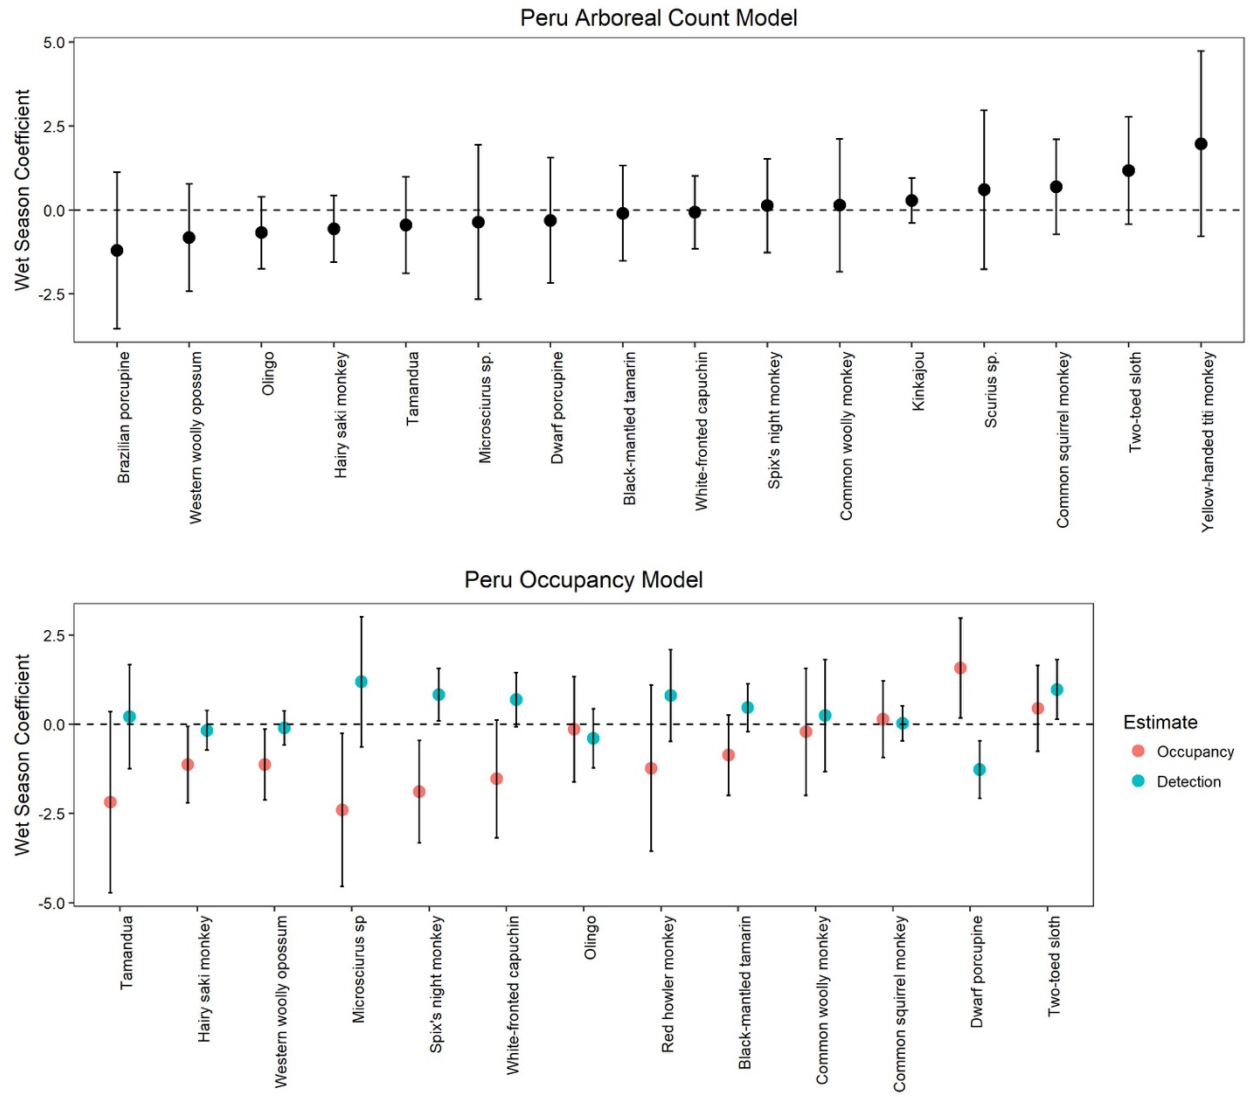 Peru Arboreal Count Model
Wet Season Coefficient
5.0
2.5
0.0
-2.5
Brazilian porcupine
Western woolly opossum
Olingo
Hairy saki monkey
Tamandua
Microsciurus sp.
Dwarf porcupine
Black-mantled tamarin
White-fronted capuchin
Spix's night monkey
Common woolly monkey
Kinkajou
Scurius sp.
Common squirrel monkey
Two-toed sloth
Yellow-handed titi monkey
Peru Occupancy Model
Wet Season Coefficient
2.5
0.0
-2.5
-5.0
Tamandua
Hairy saki monkey
Western woolly opossum
Microsciurus sp
Spix's night monkey
White-fronted capuchin
Olingo
Red howler monkey
Black-mantled tamarin
Common woolly monkey
Common squirrel monkey
Dwarf porcupine
Two-toed sloth
Estimate
Occupancy
Detection